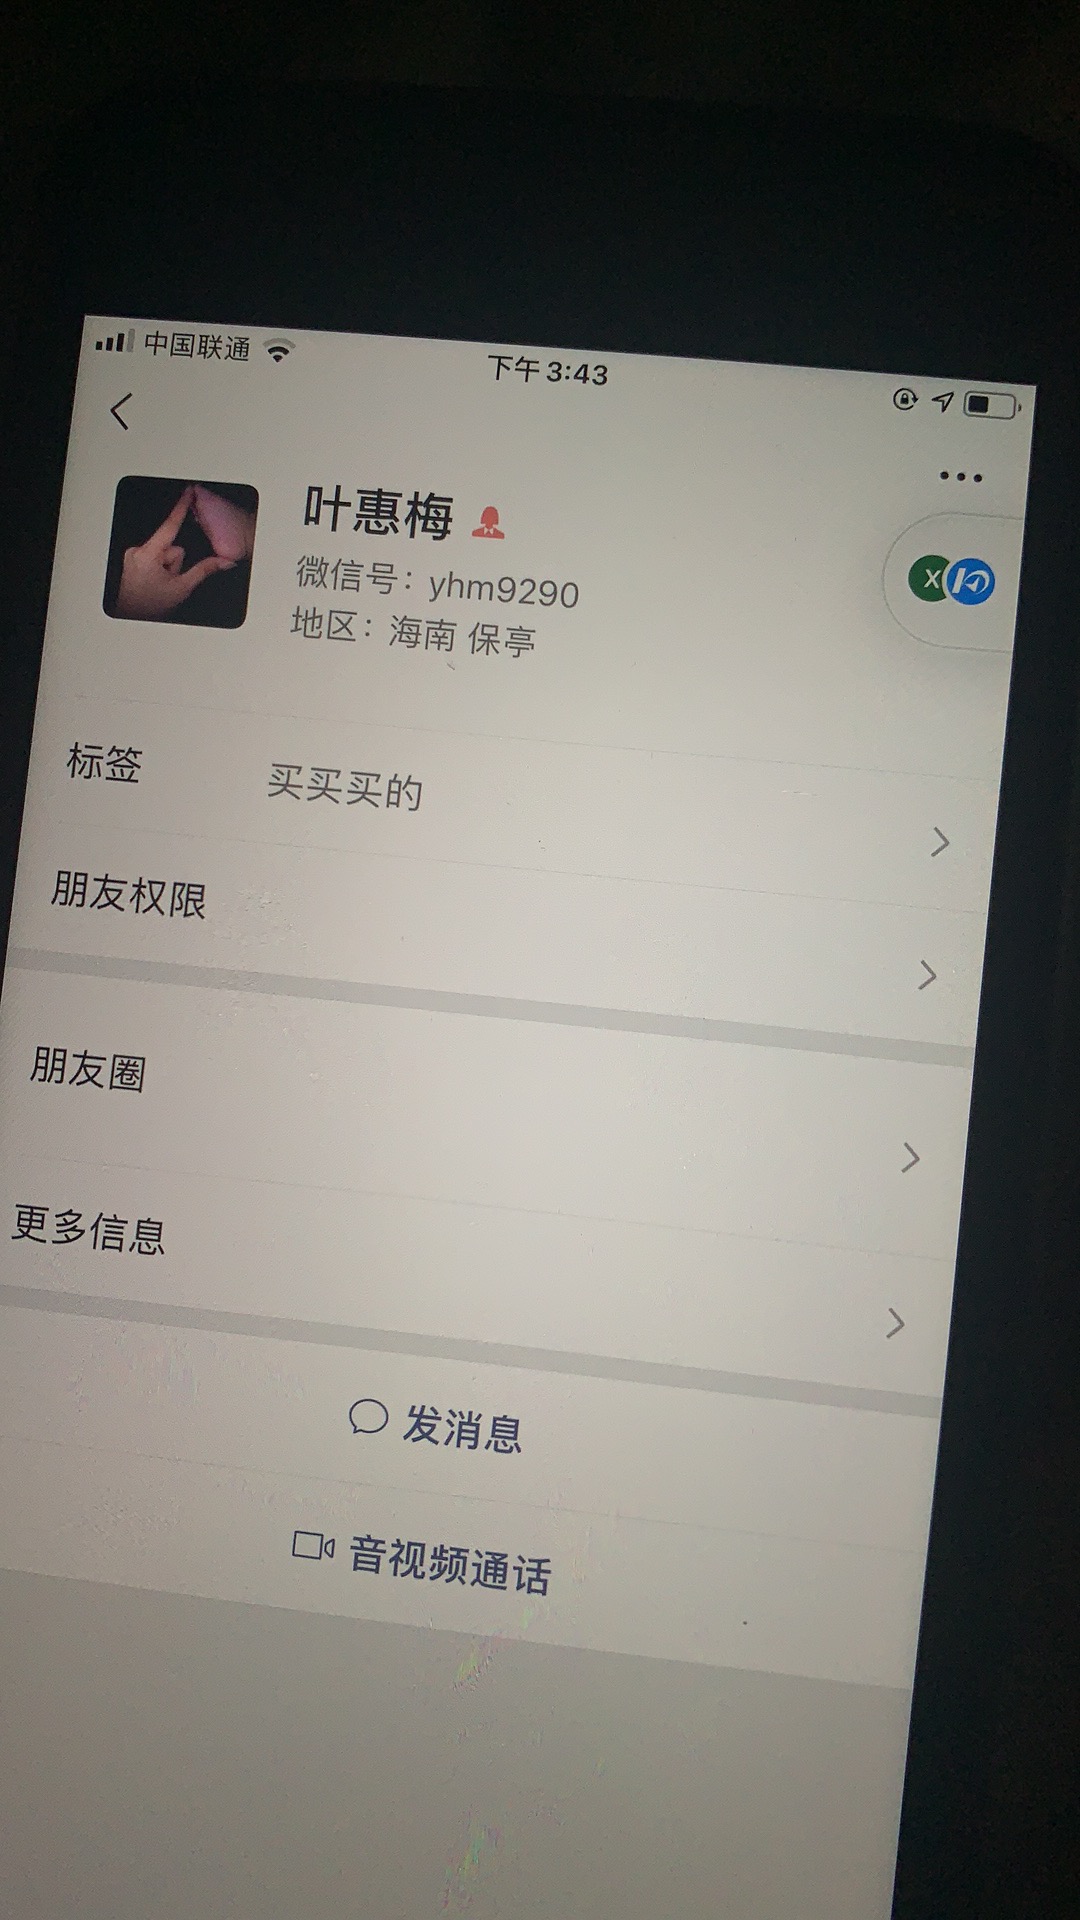 中国联通
下午3:43
叶惠梅
微信号：yhm9290
X
地区：海南 保亭
标签 买买买的
朋友权限
朋友圈
更多信息
发消息
音视频通话